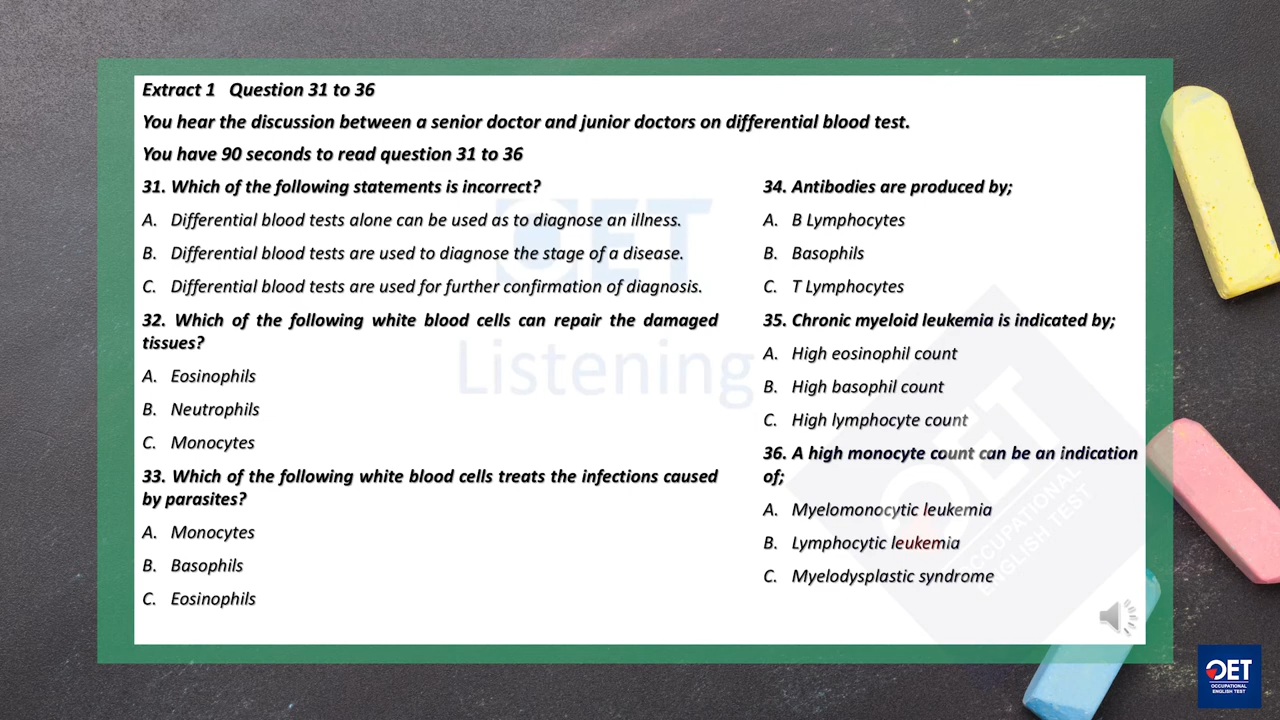 Extract 1 Question 31 to 36
You hear the discussion between a senior doctor and junior doctors on differential blood test.
You have 90 seconds to read question 31 to 36
31. Which of the following statements is incorrect?
A. Differential blood tests alone can be used as to diagnose an illness.
B. Differential blood tests are used to diagnose the stage of a disease.
C. Differential blood tests are used for further confirmation of diagnosis.
32. Which of the following white blood cells can repair the damaged
tissues?
A. Eosinophils
B. Neutrophils
C. Monocytes
33. Which of the following white blood cells treats the infections caused
by parasites?
A. Monocytes
B. Basophils
C. Eosinophils
34. Antibodies are produced by;
A. B Lymphocytes
B. Basophils
C. T Lymphocytes
35. Chronic myeloid leukemia is indicated by;
A. High eosinophil count
B. High basophil count
C. High lymphocyte count
36. A high monocyte count can be an indication
of;
A. Myelomonocytic leukemia
B. Lymphocytic leukemia
C. Myelodysplastic syndrome
OET
Listening
OET
OCCUPATIONAL
ENGLISH TEST
OET
OCCUPATIONAL
ENGLISH TEST